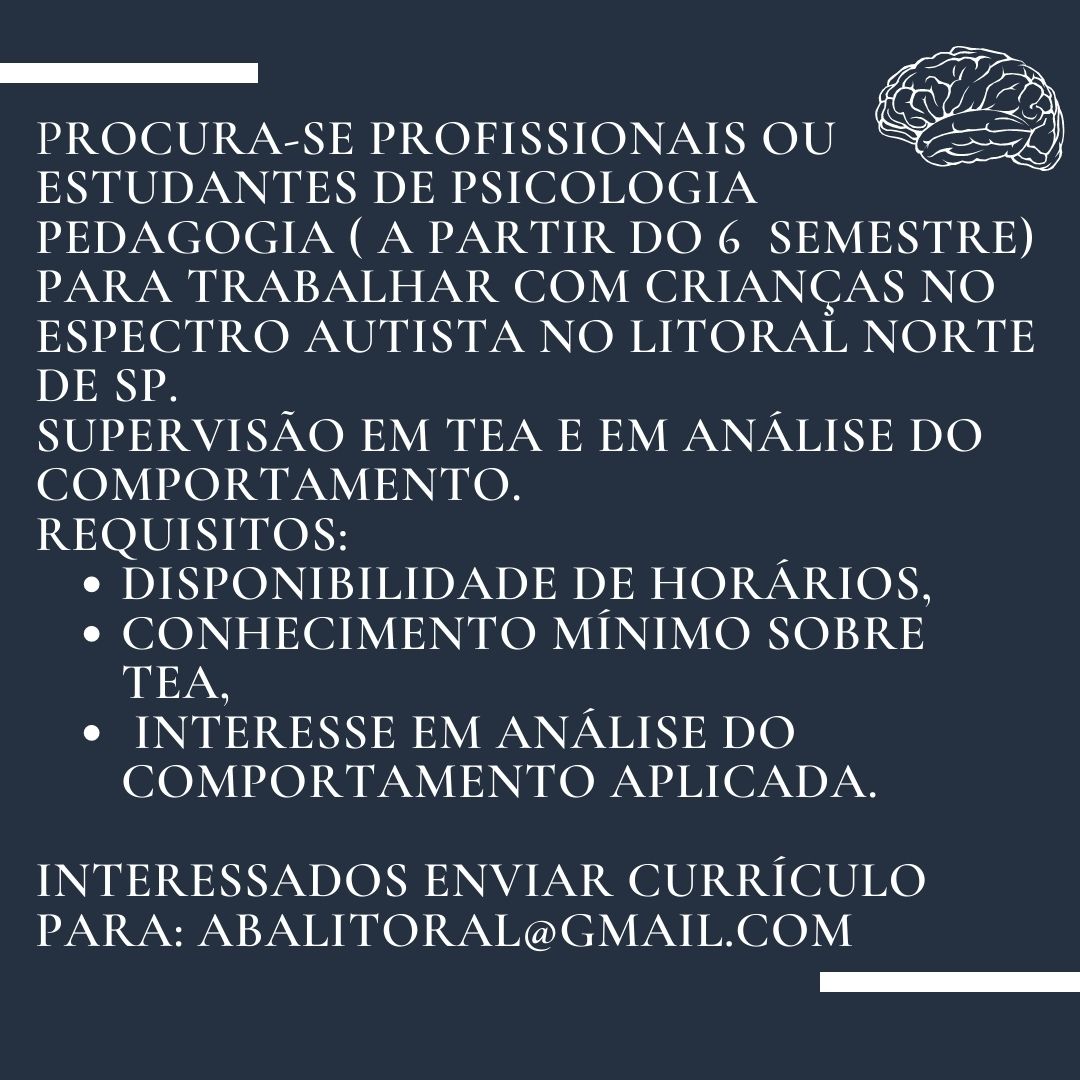 PROCURA-SE PROFISSIONAIS OU
ESTUDANTES DE PSICOLOGIA
PEDAGOGIA ( A PARTIR DO 6 SEMESTRE)
PARA TRABALHAR COM CRIANÇAS NO
ESPECTRO AUTISTA NO LITORAL NORTE
DE SP.
SUPERVISÃO EM TEA E EM ANÁLISE DO
COMPORTAMENTO.
REQUISITOS:
• DISPONIBILIDADE DE HORÁRIOS,
• CONHECIMENTO MÍNIMO SOBRE
TEA,
• INTERESSE EM ANÁLISE DO
COMPORTAMENTO APLICADA.
INTERESSADOS ENVIAR CURRÍCULO
PARA: ABALITORAL@GMAIL.COM